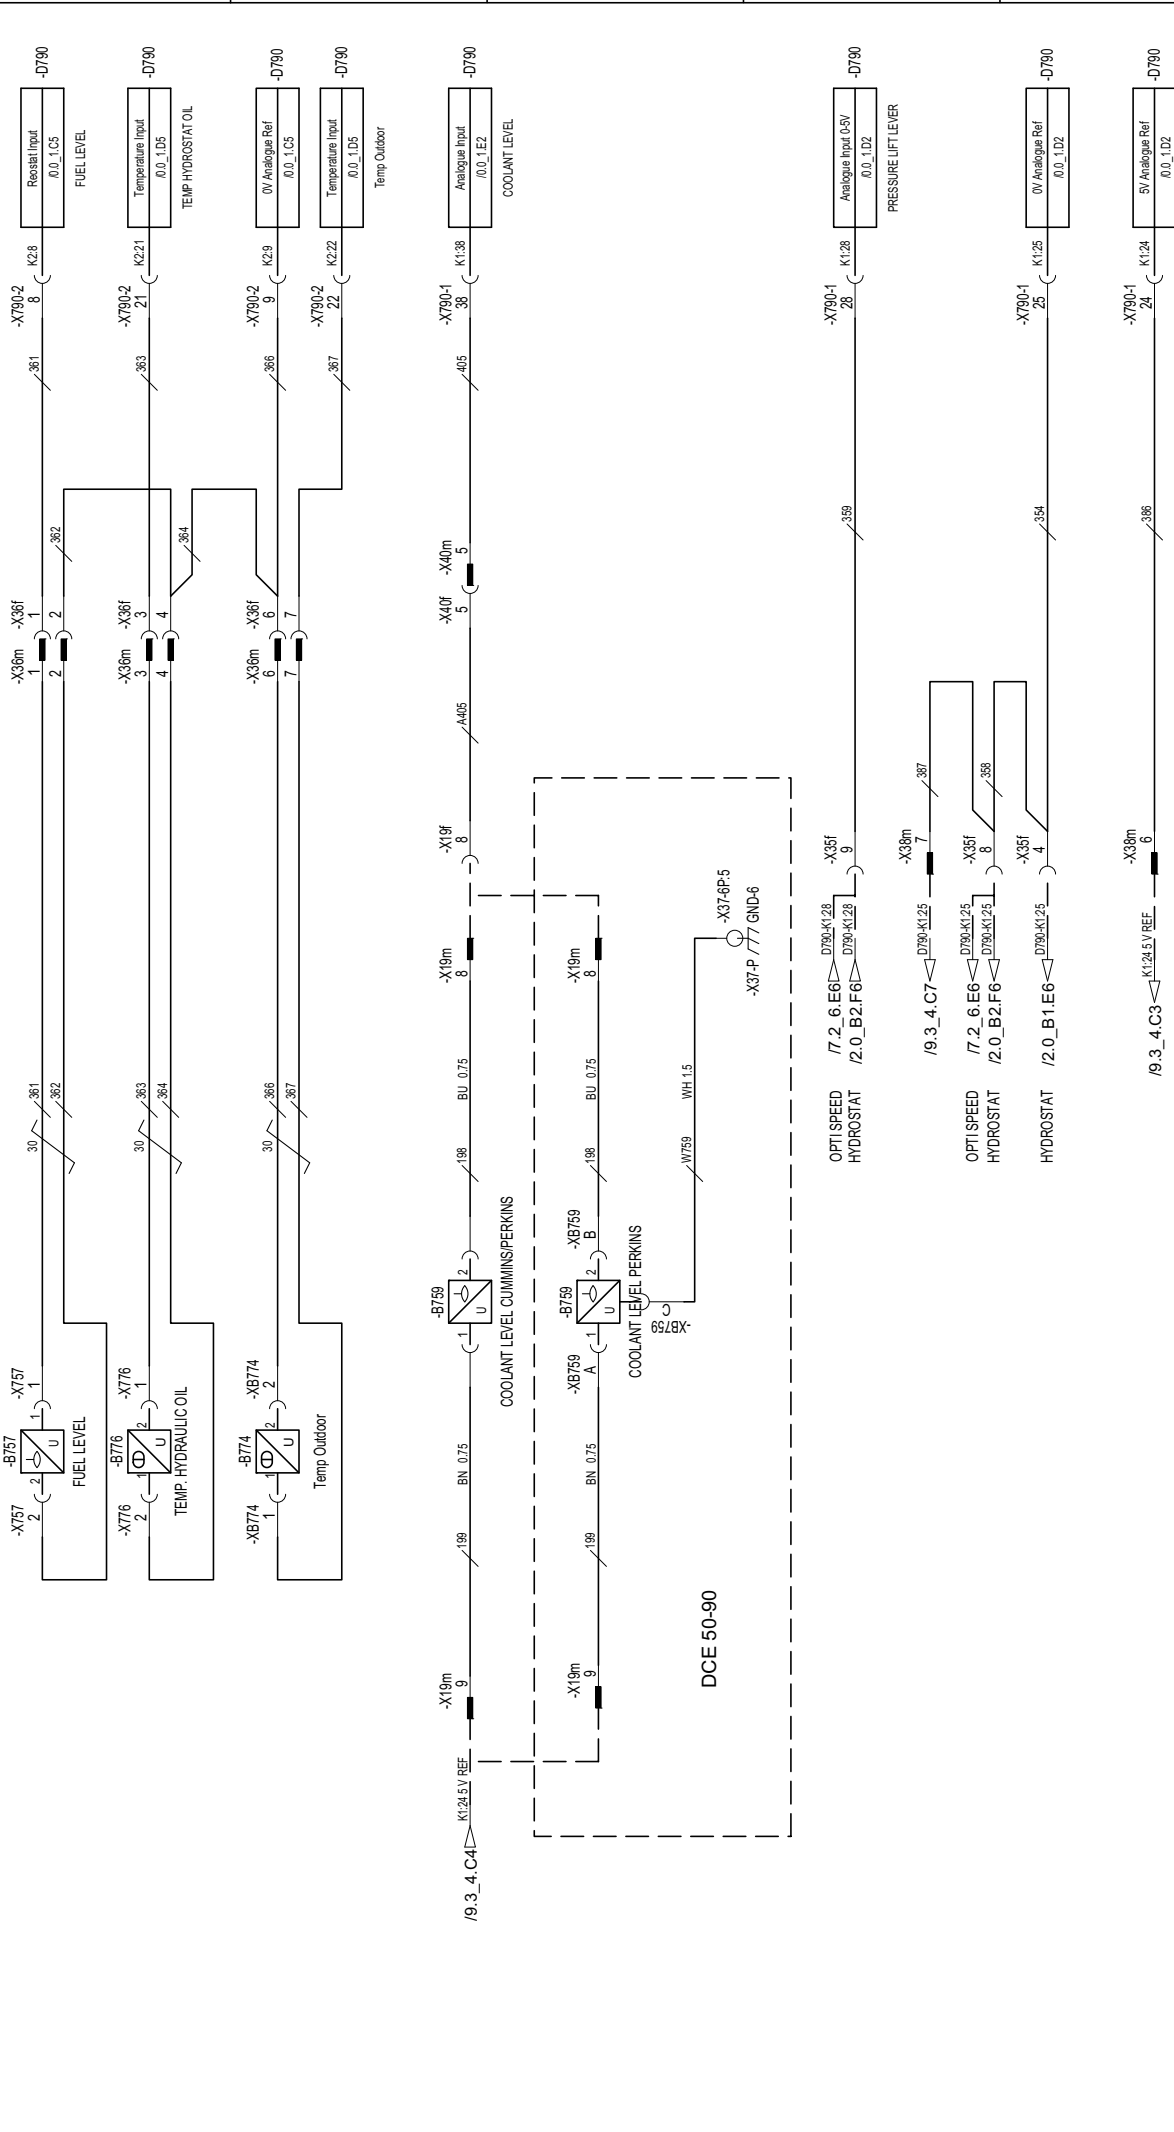 -D790
Reostat Input
/0.0_1.C5
FUEL LEVEL
K2:8
-X790-2
8
361
362
-X36f
1
2
-X36m
1
2
361
362
30
-X757
1
1
-B757
U
FUEL LEVEL
2
-X757
2
-D790
Temperature Input
/0.0_1.D5
TEMP HYDROSTAT OIL
K2:21
-X790-2
21
363
364
-X36f
3
4
-X36m
3
4
363
364
30
-X776
1
2
-B776
U
TEMP. HYDRAULIC OIL
1
-X776
2
-D790
0V Analogue Ref
/0.0_1.C5
K2:9
-X790-2
9
366
-D790
Temperature Input
/0.0_1.D5
Temp Outdoor
K2:22
-X790-2
22
367
-X36f
6
7
-X36m
6
7
366
367
30
-XB774
2
2
-B774
U
Temp Outdoor
1
-XB774
1
-D790
Analogue Input
/0.0_1.E2
COOLANT LEVEL
K1:38
-X790-1
38
405
-X40m
5
-X40f
5
A405
-X19f
8
-X19m
8
BU 0.75
198
2
-B759
U
1
COOLANT LEVEL CUMMINS/PERKINS
BN 0.75
199
-X19m
9
K1:24 5 V REF
/9.3_4.C4
-X19m
8
BU 0.75
198
-XB759
B
2
-B759
U
1
COOLANT LEVEL PERKINS
-XB759
C
-XB759
A
BN 0.75
199
-X19m
9
W759
WH 1.5
-X37-6P:5
-X37-P
GND-6
DCE 50-90
-D790
Analogue Input 0-5V
/0.0_1.D2
PRESSURE LIFT LEVER
K1:28
-X790-1
28
359
-X35f
9
D790-K1:28
D790-K1:28
/7.2_6.E6
/2.0_B2.F6
OPTISPEED
HYDROSTAT
-D790
0V Analogue Ref
/0.0_1.D2
K1:25
-X790-1
25
354
387
358
-X38m
7
-X35f
8
-X35f
4
D790-K1:25
D790-K1:25
D790-K1:25
D790-K1:25
/9.3_4.C7
/7.2_6.E6
/2.0_B2.F6
/2.0_B1.E6
OPTISPEED
HYDROSTAT
HYDROSTAT
-D790
5V Analogue Ref
/0.0_1.D2
K1:24
-X790-1
24
386
-X38m
6
K1:24 5 V REF
/9.3_4.C3